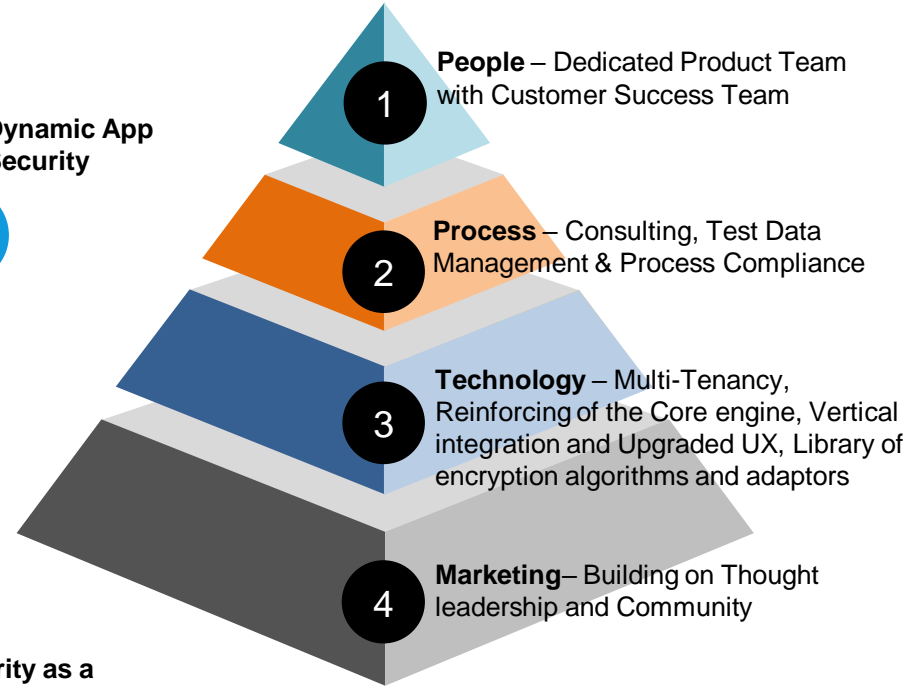 People – Dedicated Product Team
with Customer Success Team
1
Dynamic App
Security
Process – Consulting, Test Data
Management & Process Compliance
2
Technology – Multi-Tenancy,
Reinforcing of the Core engine, Vertical
integration and Upgraded UX, Library of
encryption algorithms and adaptors
3
Marketing– Building on Thought
leadership and Community
4
rity as a